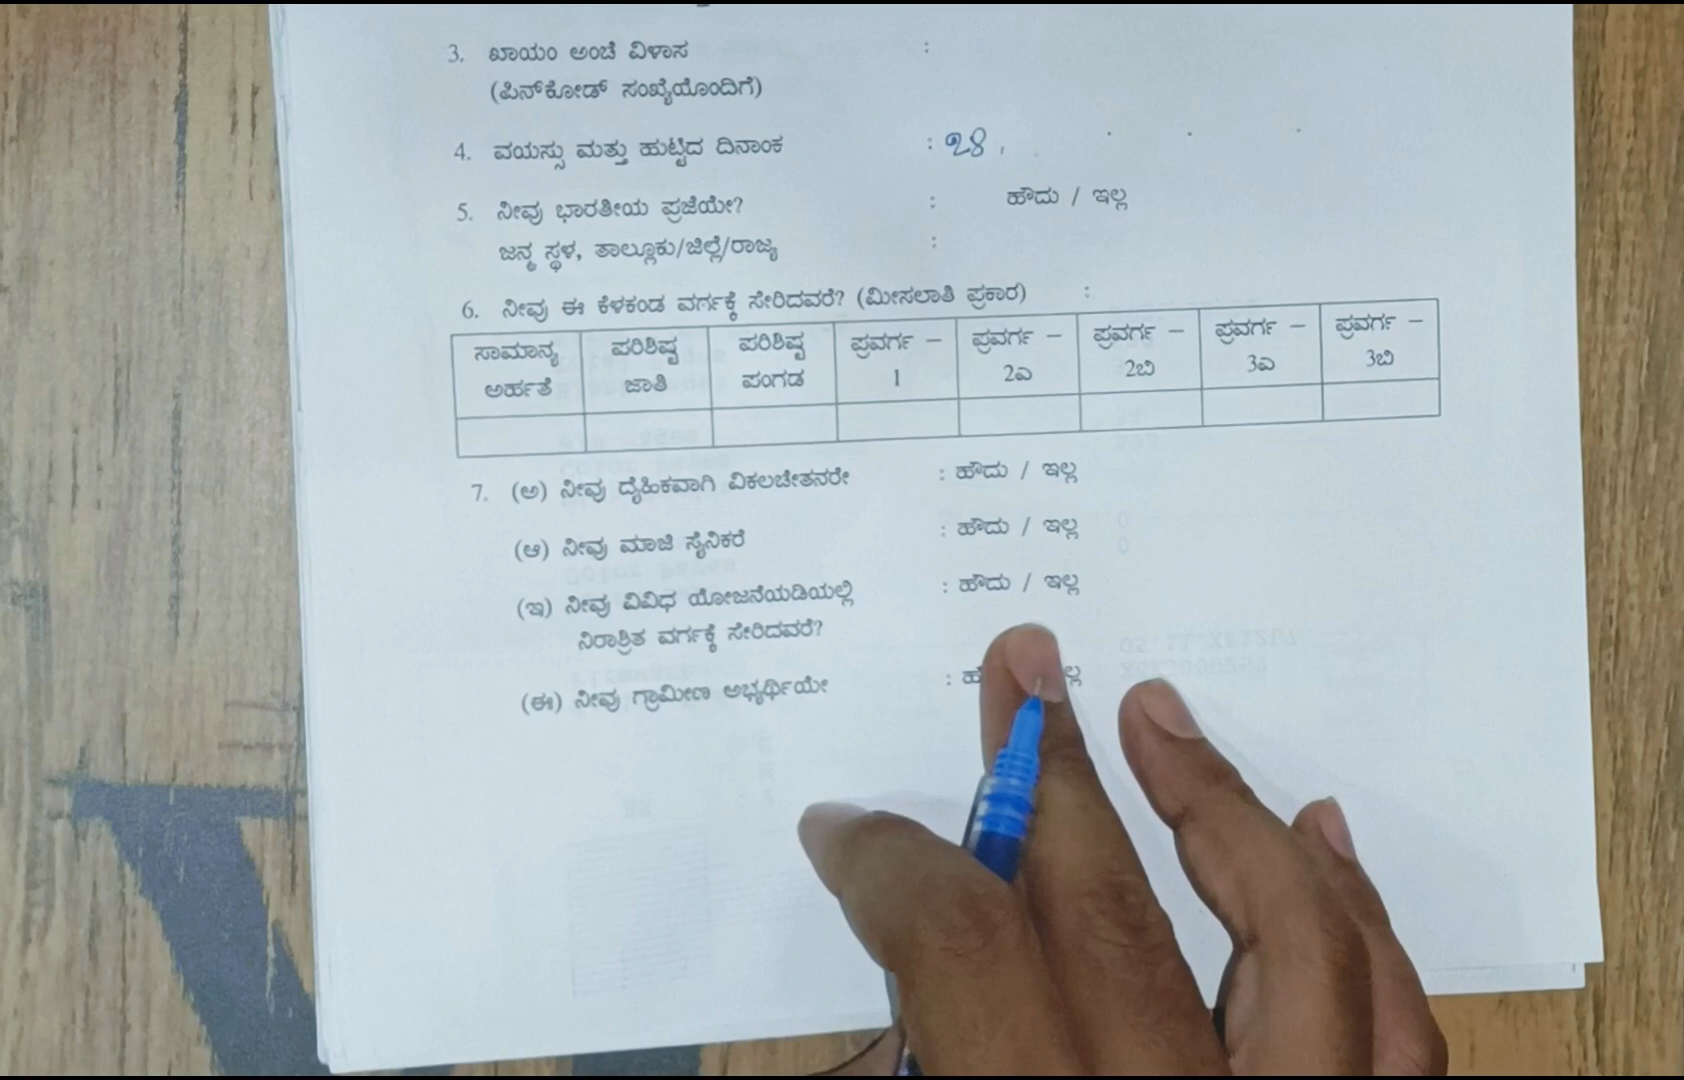 3. ಖಾಯಂ ಅಂಚೆ ವಿಳಾಸ :
(ಪಿನ್‌ಕೋಡ್ ಸಂಖ್ಯೆಯೊಂದಿಗೆ)
4. ವಯಸ್ಸು ಮತ್ತು ಹುಟ್ಟಿದ ದಿನಾಂಕ : 28,
5. ನೀವು ಭಾರತೀಯ ಪ್ರಜೆಯೇ? : ಹೌದು / ಇಲ್ಲ
ಜನ್ಮ ಸ್ಥಳ, ತಾಲ್ಲೂಕು/ಜಿಲ್ಲೆ/ರಾಜ್ಯ :
6. ನೀವು ಈ ಕೆಳಕಂಡ ವರ್ಗಕ್ಕೆ ಸೇರಿದವರೆ? (ಮೀಸಲಾತಿ ಪ್ರಕಾರ) :
ಸಾಮಾನ್ಯ ಪರಿಶಿಷ್ಟ ಪರಿಶಿಷ್ಟ ಪ್ರವರ್ಗ – ಪ್ರವರ್ಗ – ಪ್ರವರ್ಗ – ಪ್ರವರ್ಗ – ಪ್ರವರ್ಗ –
ಅರ್ಹತೆ ಜಾತಿ ಪಂಗಡ 1 2ಎ 2ಬಿ 3ಎ 3ಬಿ
7. (ಅ) ನೀವು ದೈಹಿಕವಾಗಿ ವಿಕಲಚೇತನರೇ : ಹೌದು / ಇಲ್ಲ
(ಆ) ನೀವು ಮಾಜಿ ಸೈನಿಕರೆ : ಹೌದು / ಇಲ್ಲ
(ಇ) ನೀವು ವಿವಿಧ ಯೋಜನೆಯಡಿಯಲ್ಲಿ : ಹೌದು / ಇಲ್ಲ
ನಿರಾಶ್ರಿತ ವರ್ಗಕ್ಕೆ ಸೇರಿದವರೆ?
(ಈ) ನೀವು ಗ್ರಾಮೀಣ ಅಭ್ಯರ್ಥಿಯೇ :